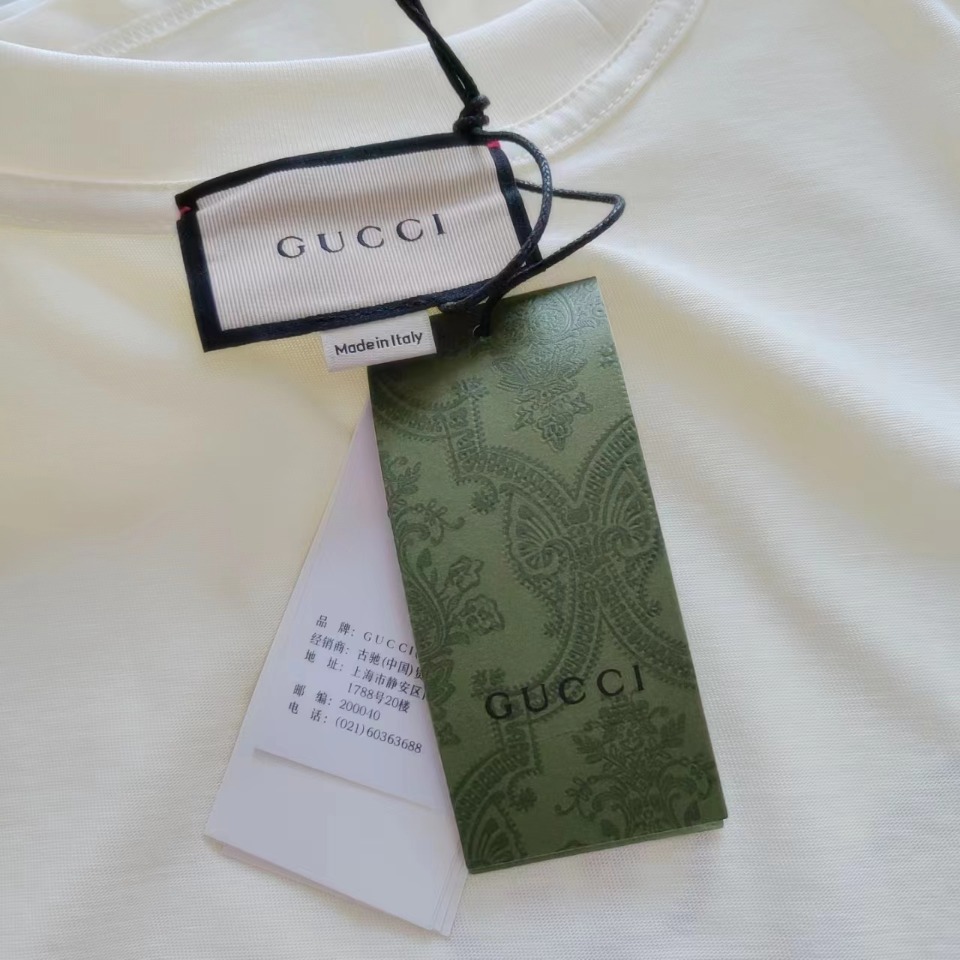 GUCCI
Made in Italy
品 牌: GUCCI
经销商: 古驰(中国)贸
地 址: 上海市静安区
1788号20楼
邮 编: 200040
电 话: (021)60363688
GUCCI